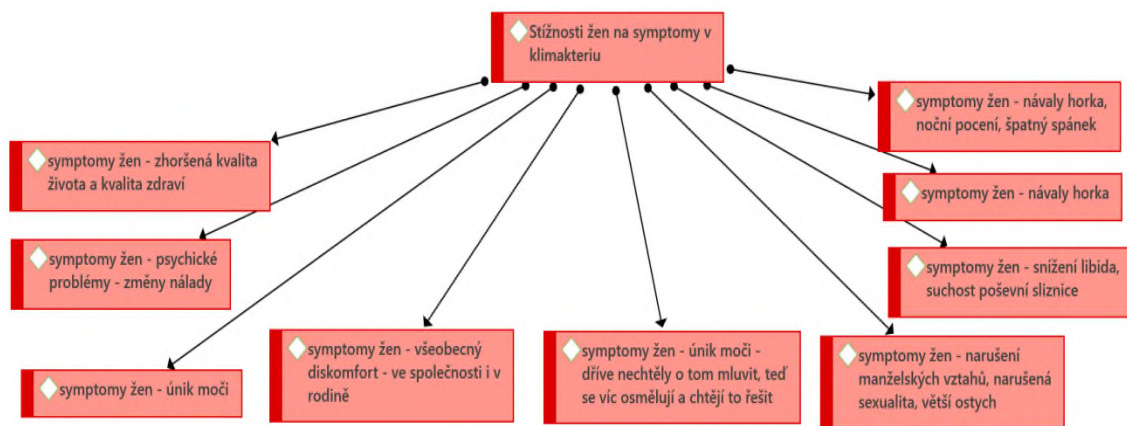 Stížnosti žen na symptomy v
klimakteriu
symptomy žen - návaly horka,
noční pocení, špatný spánek
symptomy žen - zhoršená kvalita
života a kvalita zdraví
symptomy žen - návaly horka
symptomy žen - psychické
problémy - změny nálady
symptomy žen - snížení libida,
suchost poševní sliznice
symptomy žen - únik moči
symptomy žen - všeobecný
diskomfort - ve společnosti i v
rodině
symptomy žen - únik moči -
dříve nechtěly o tom mluvit, teď
se víc osmělují a chtějí to řešit
symptomy žen - narušení
manželských vztahů, narušená
sexualita, větší ostych